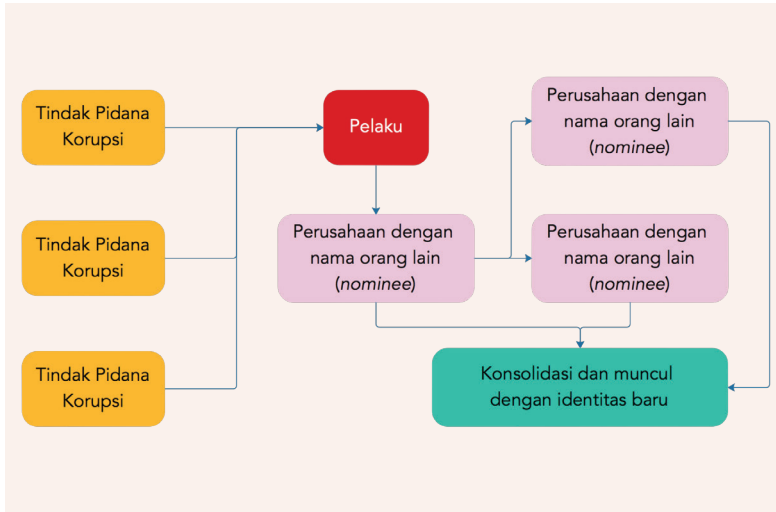 Tindak Pidana
Korupsi
Pelaku
Perusahaan dengan
nama orang lain
(nominee)
Tindak Pidana
Korupsi
Perusahaan dengan
nama orang lain
(nominee)
Perusahaan dengan
nama orang lain
(nominee)
Tindak Pidana
Korupsi
Konsolidasi dan muncul
dengan identitas baru